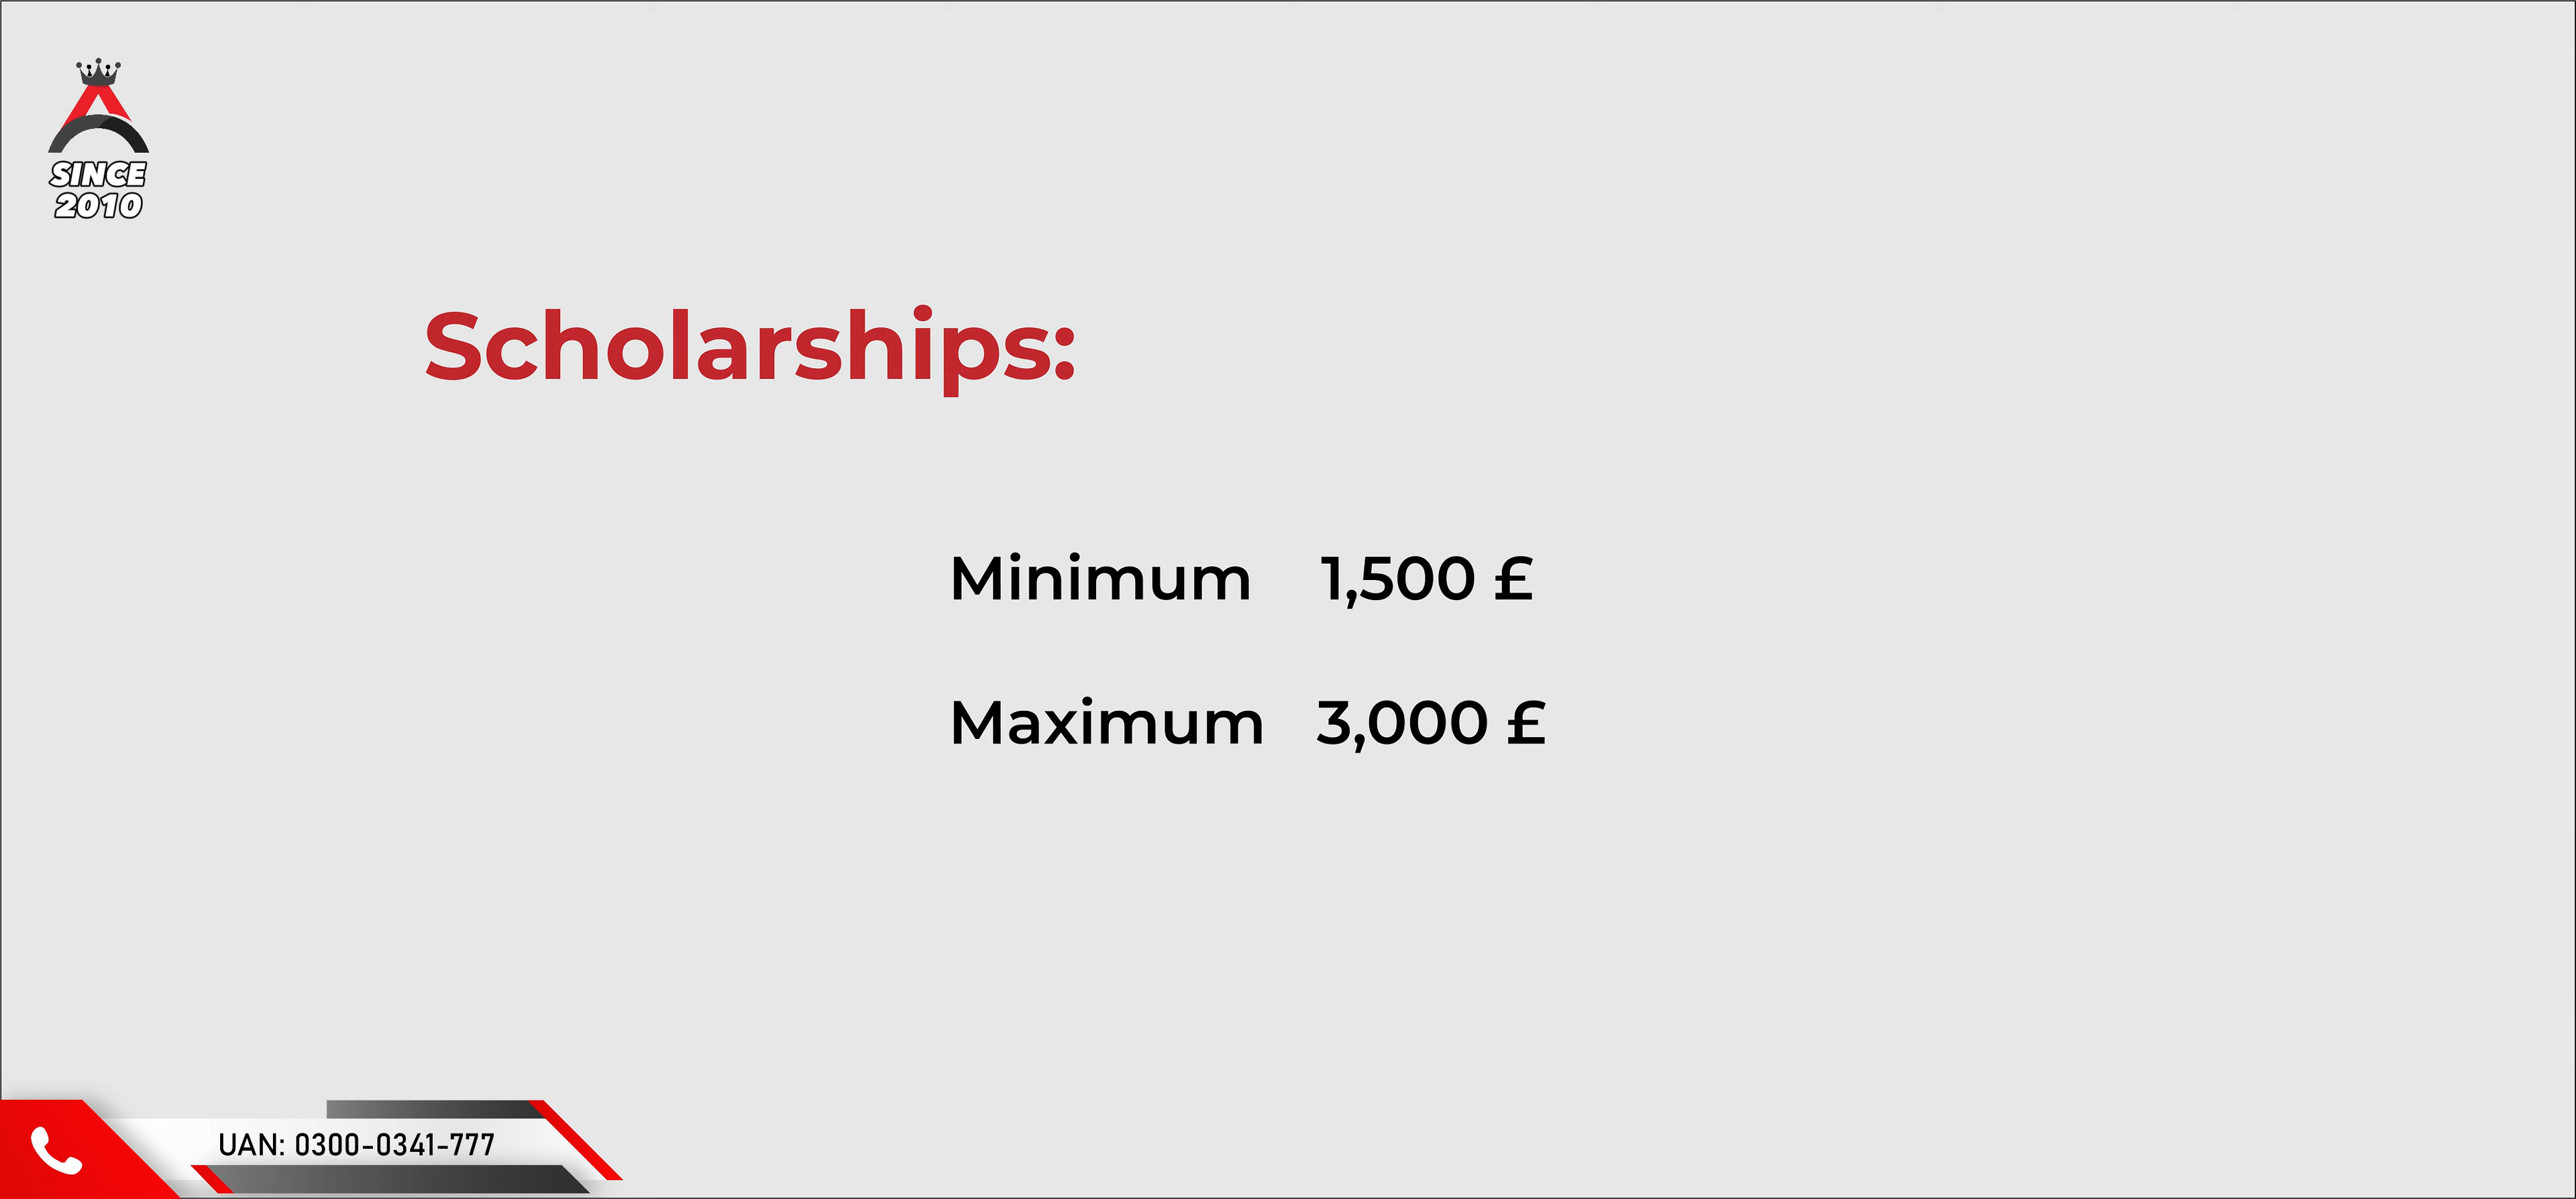 SINCE
2010
Scholarships:
Minimum 1,500 £
Maximum 3,000 £
UAN: 0300-0341-777